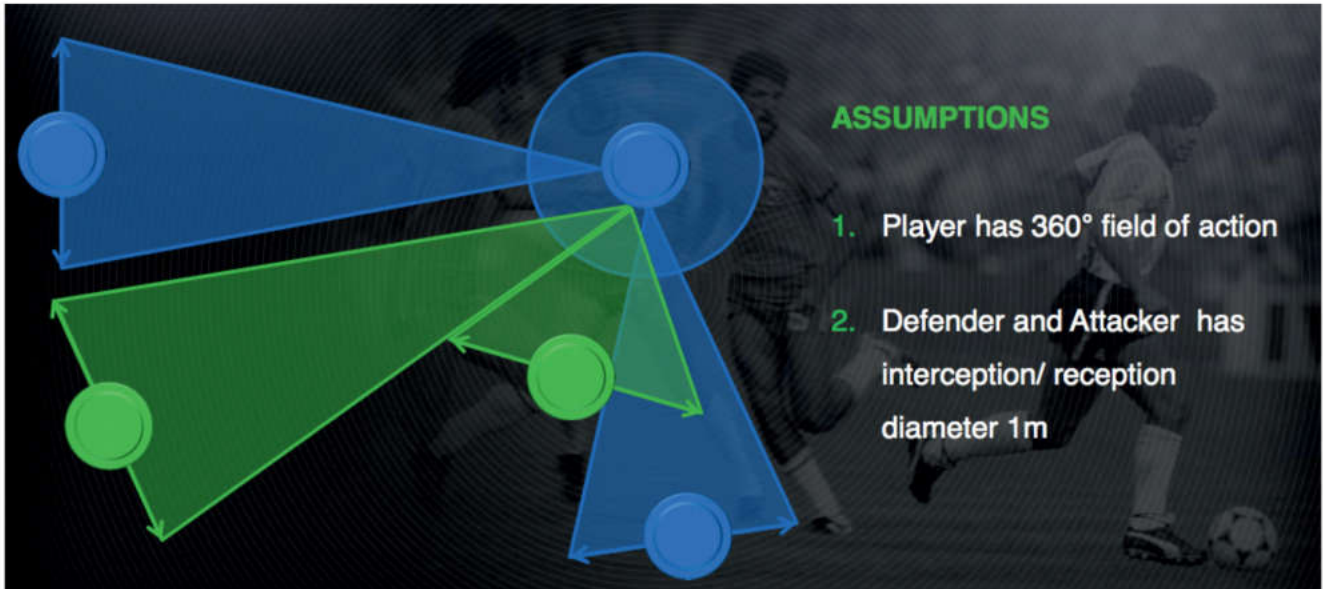 ASSUMPTIONS
1. Player has 360° field of action
2. Defender and Attacker has
interception/ reception
diameter 1m